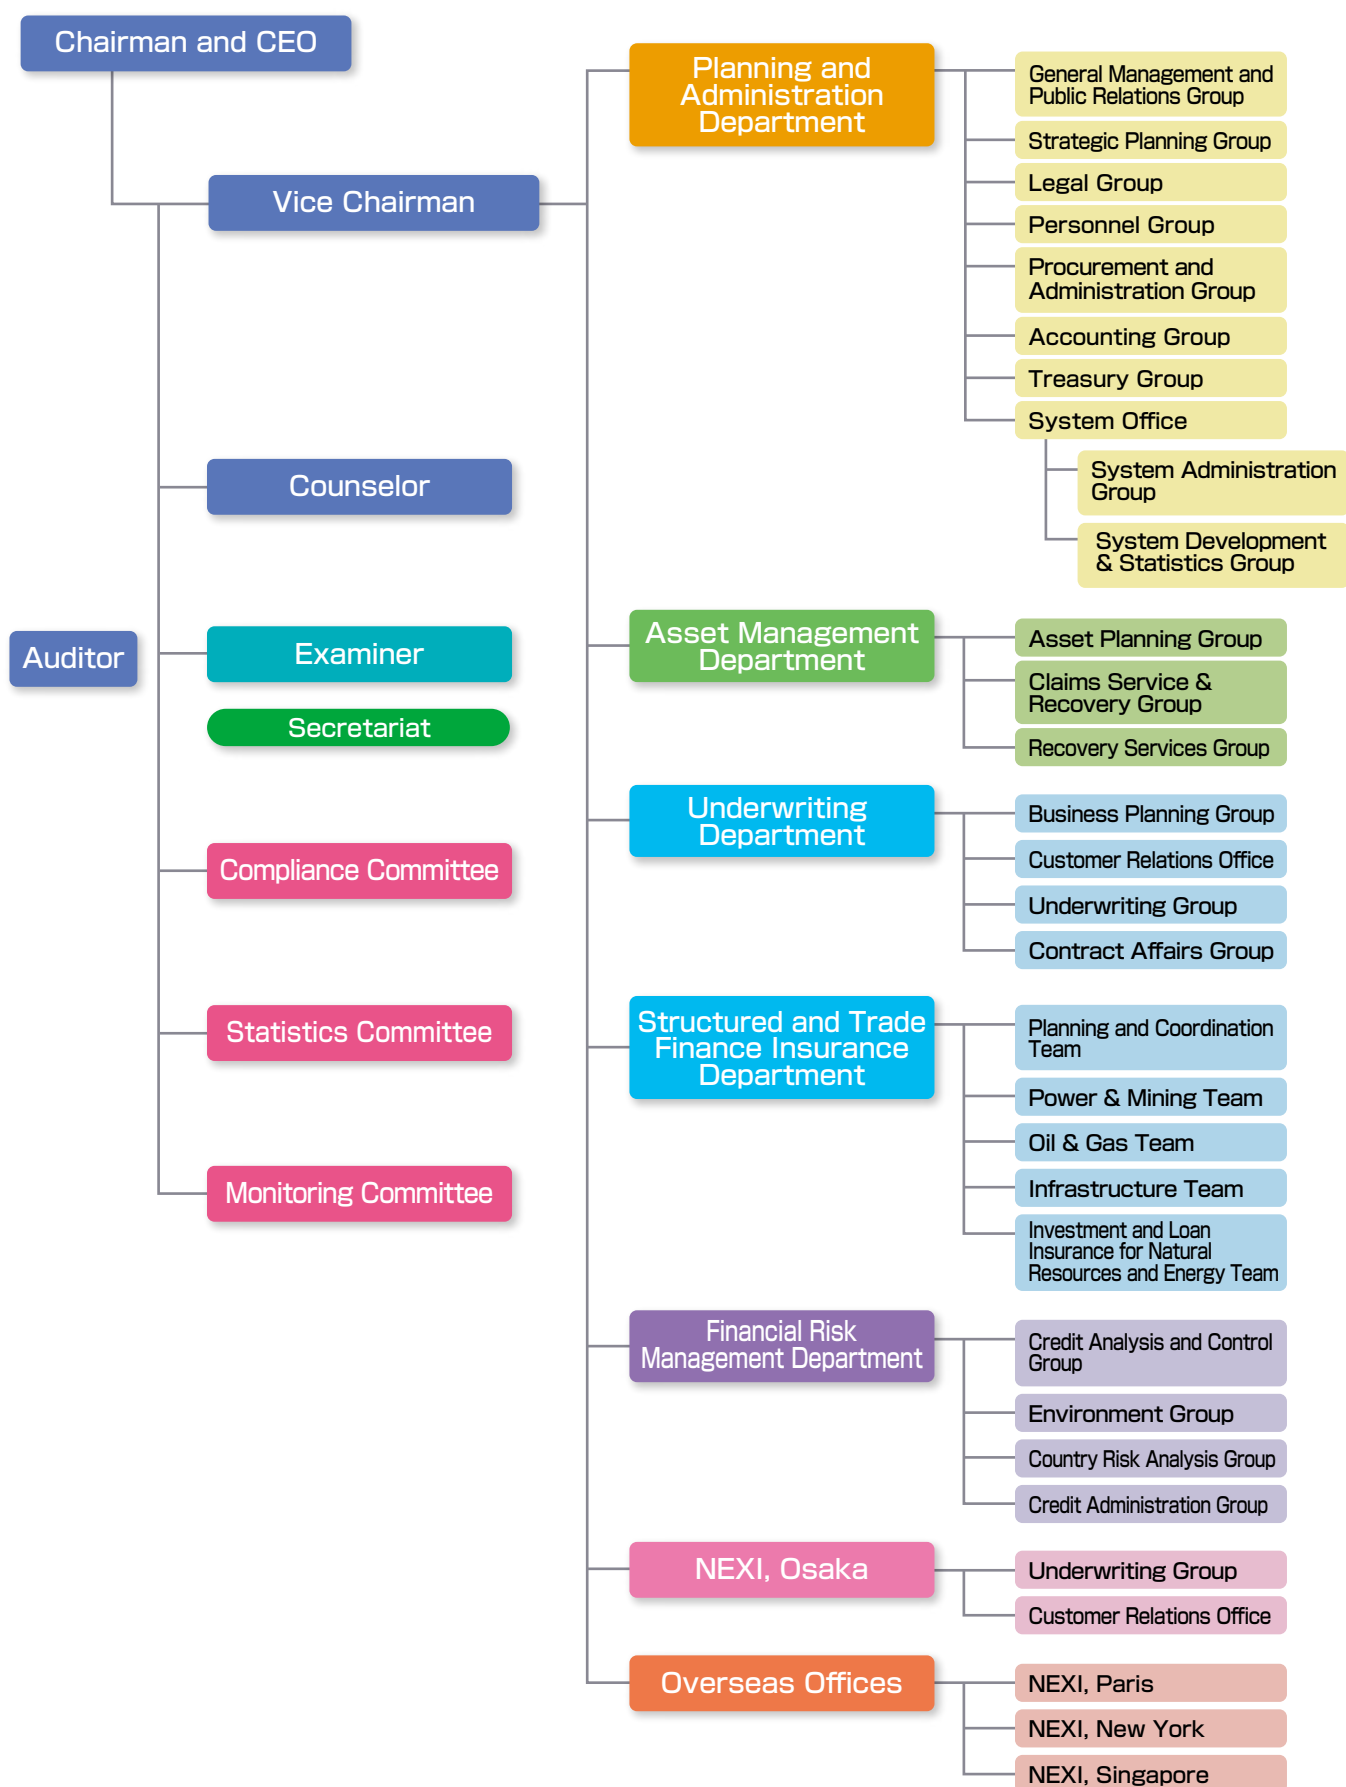 Chairman and CEO
Vice Chairman
Counselor
Auditor
Examiner
Secretariat
Compliance Committee
Statistics Committee
Monitoring Committee
Planning and
Administration
Department
General Management and
Public Relations Group
Strategic Planning Group
Legal Group
Personnel Group
Procurement and
Administration Group
Accounting Group
Treasury Group
System Office
System Administration
Group
System Development
& Statistics Group
Asset Management
Department
Asset Planning Group
Claims Service &
Recovery Group
Recovery Services Group
Underwriting
Department
Business Planning Group
Customer Relations Office
Underwriting Group
Contract Affairs Group
Structured and Trade
Finance Insurance
Department
Planning and Coordination
Team
Power & Mining Team
Oil & Gas Team
Infrastructure Team
Investment and Loan
Insurance for Natural
Resources and Energy Team
Financial Risk
Management Department
Credit Analysis and Control
Group
Environment Group
Country Risk Analysis Group
Credit Administration Group
NEXI, Osaka
Underwriting Group
Customer Relations Office
Overseas Offices
NEXI, Paris
NEXI, New York
NEXI, Singapore